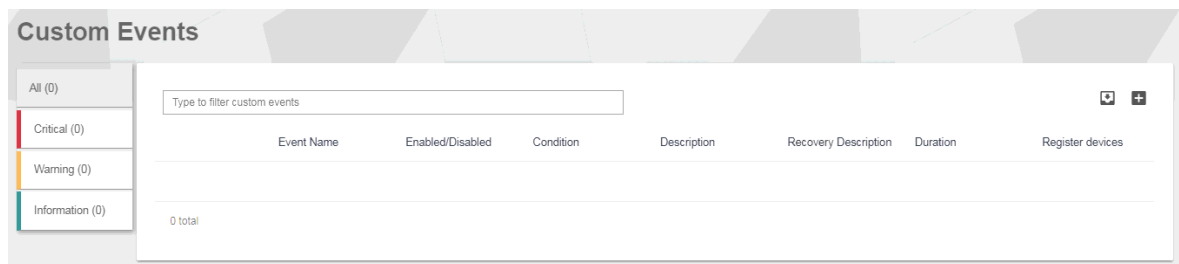 Custom Events
All (0)
Critical (0)
Warning (0)
Information (0)
Type to filter custom events
Event Name Enabled/Disabled Condition Description Recovery Description Duration Register devices
0 total